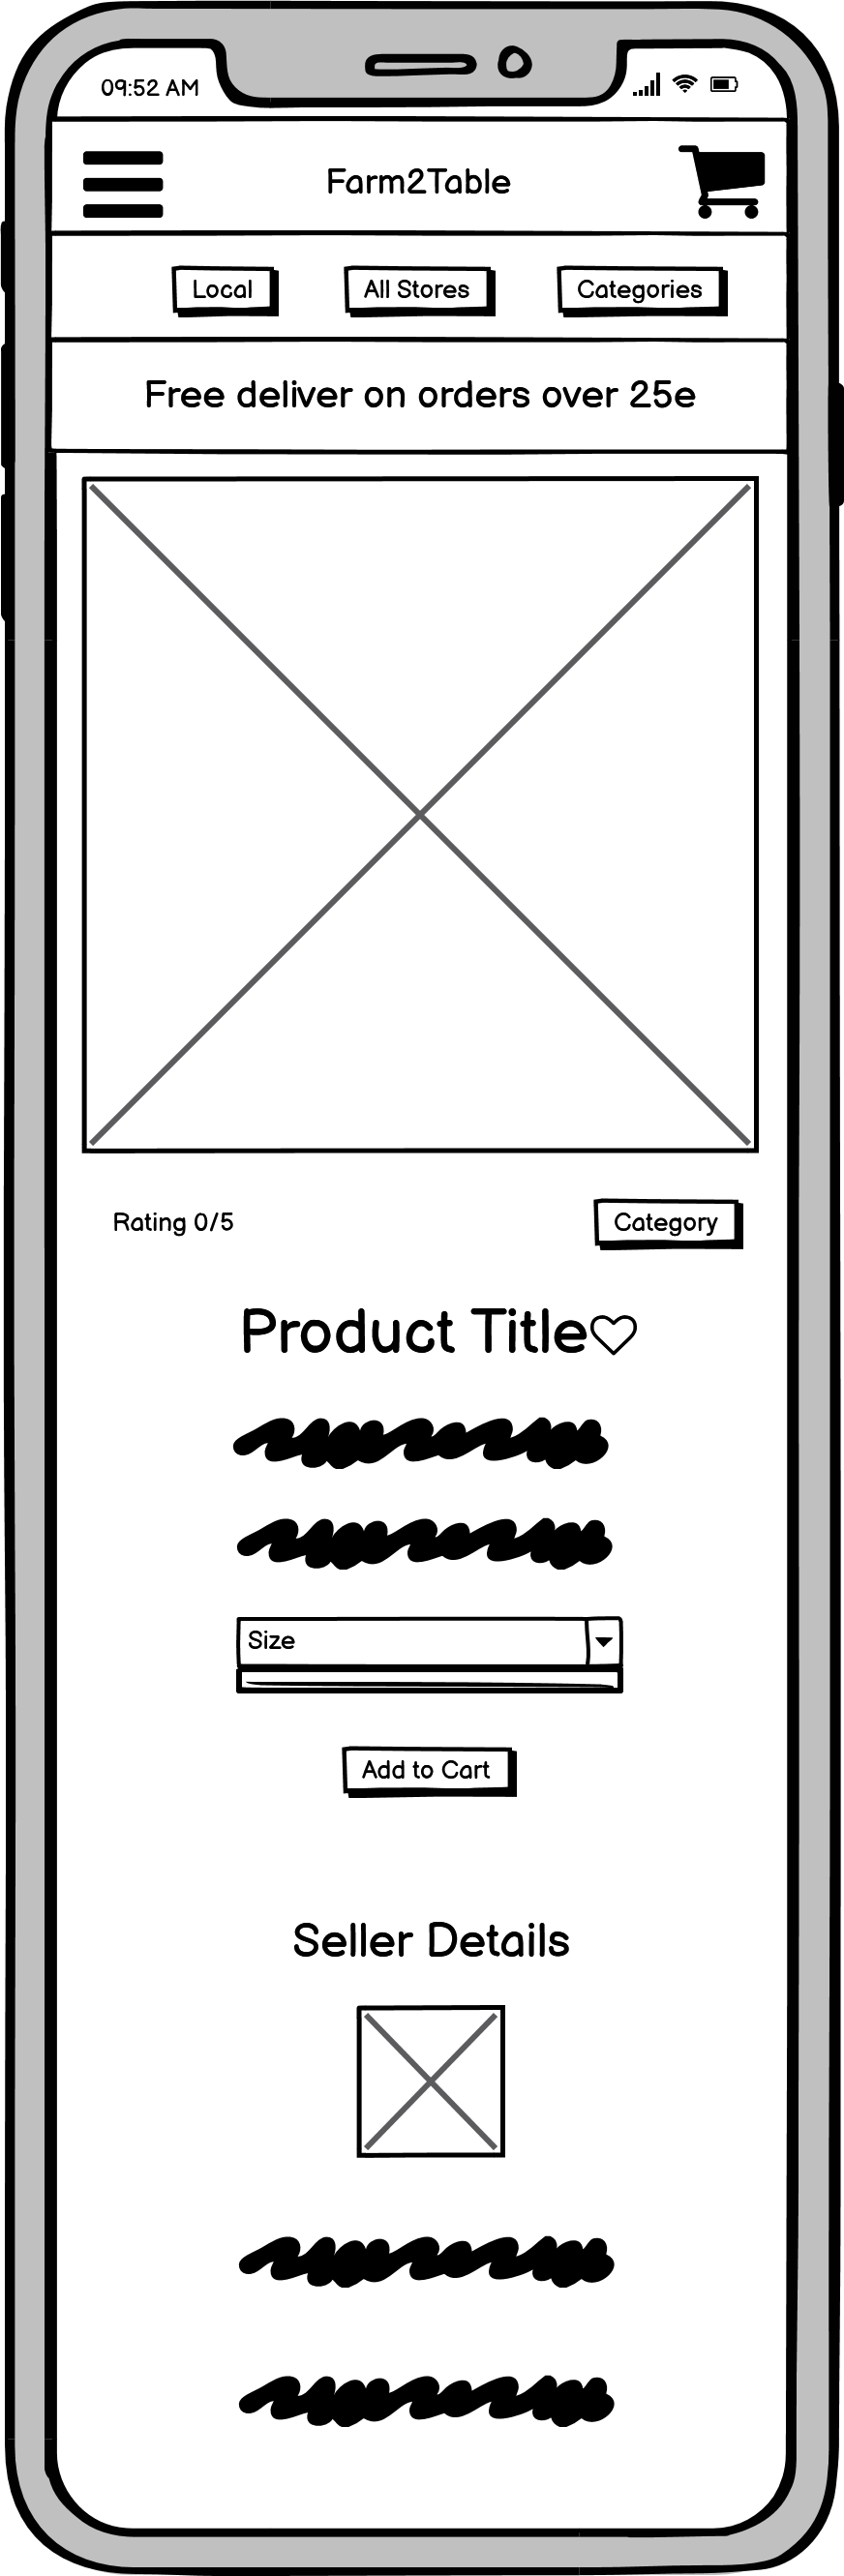 09:52 AM
Farm2Table
Local
All Stores
Categories
Free deliver on orders over 25e
Rating 0/5
Category
Product Title
Size
Add to Cart
Seller Details